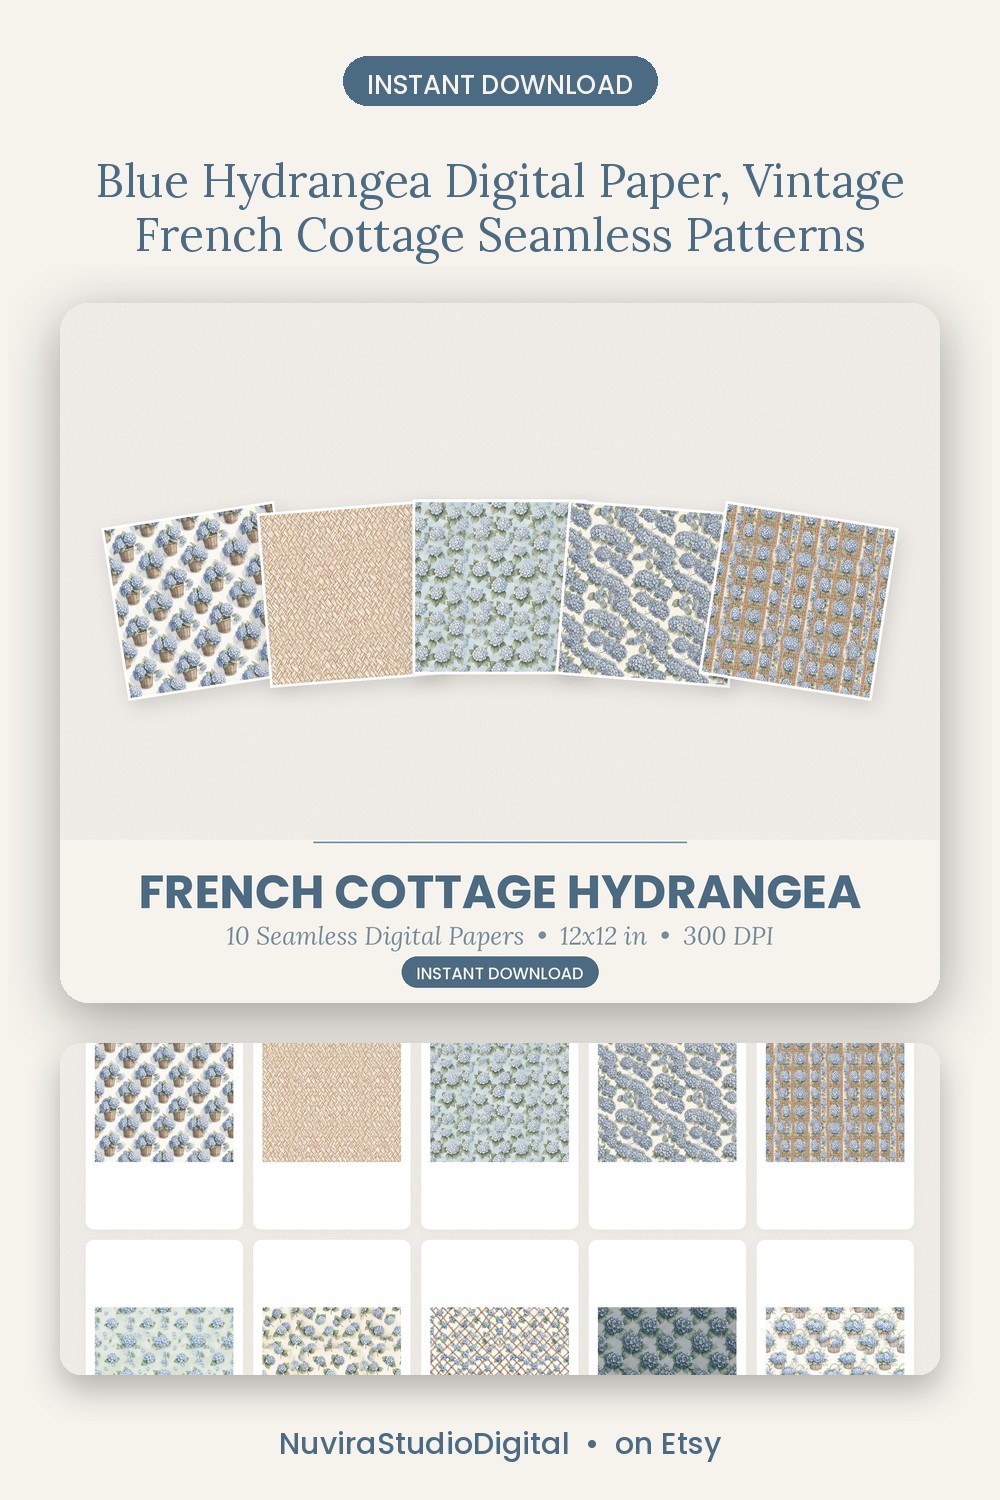 INSTANT DOWNLOAD
Blue Hydrangea Digital Paper, Vintage
French Cottage Seamless Patterns
FRENCH COTTAGE HYDRANGEA
10 Seamless Digital Papers • 12x12 in • 300 DPI
INSTANT DOWNLOAD
NuviraStudioDigital • on Etsy